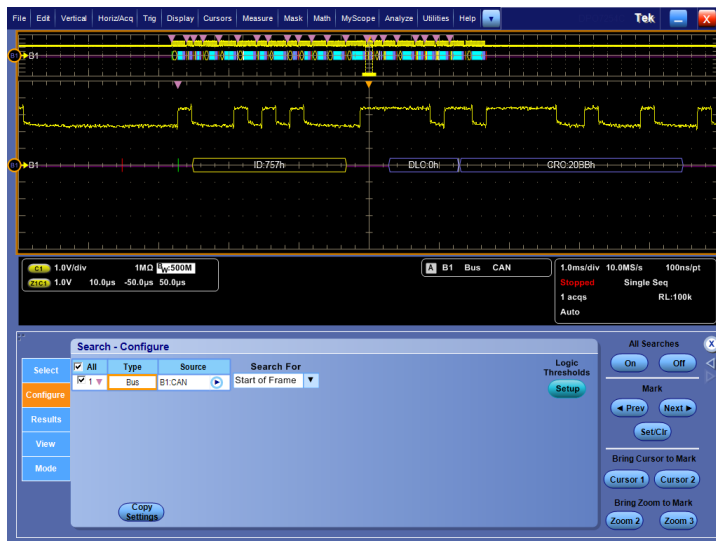 File Edit Vertical Horiz/Acq Trig Display Cursors Measure Mask Math MyScope Analyze Utilities Help Tek X
B1 B1
B1 B1 ID:757h DLC:0h CRC:20BBh
C1 1.0V/div 1MΩ BW:500M A B1 Bus CAN 1.0ms/div 10.0MS/s 100ns/pt
Z1C1 1.0V 10.0µs -50.0µs 50.0µs Stopped Single Seq
1 acqs RL:100k
Auto
Search - Configure All Searches X
Select All Type Source Search For Logic Thresholds On Off
1 Bus B1:CAN Start of Frame Setup
Configure Mark
Results Prev Next
View Set/Clr
Mode Bring Cursor to Mark
Cursor 1 Cursor 2
Copy Settings Bring Zoom to Mark
Zoom 2 Zoom 3